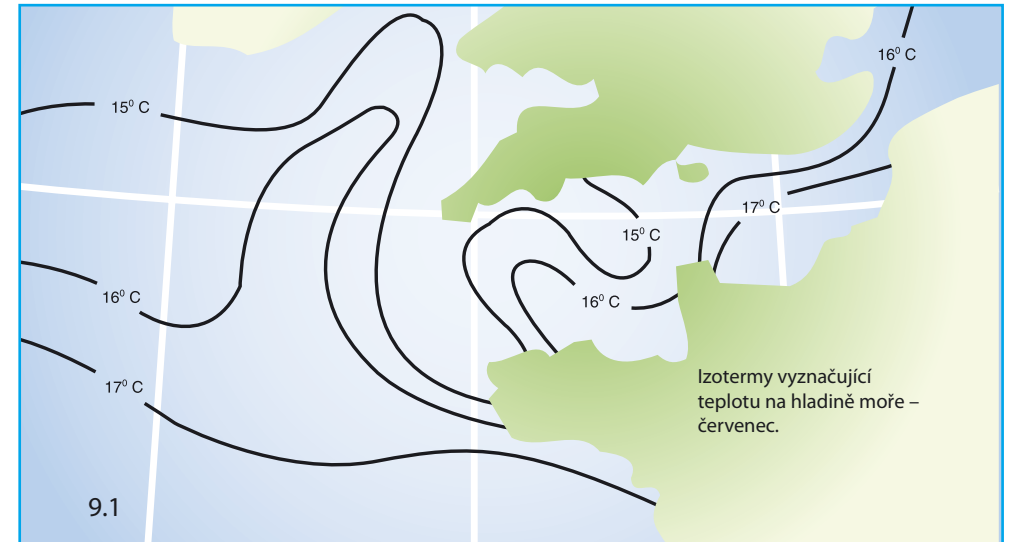 16⁰ C
15⁰ C
17⁰ C
15⁰ C
16⁰ C
16⁰ C
17⁰ C
Izotermy vyznačující
teplotu na hladině moře –
červenec.
9.1